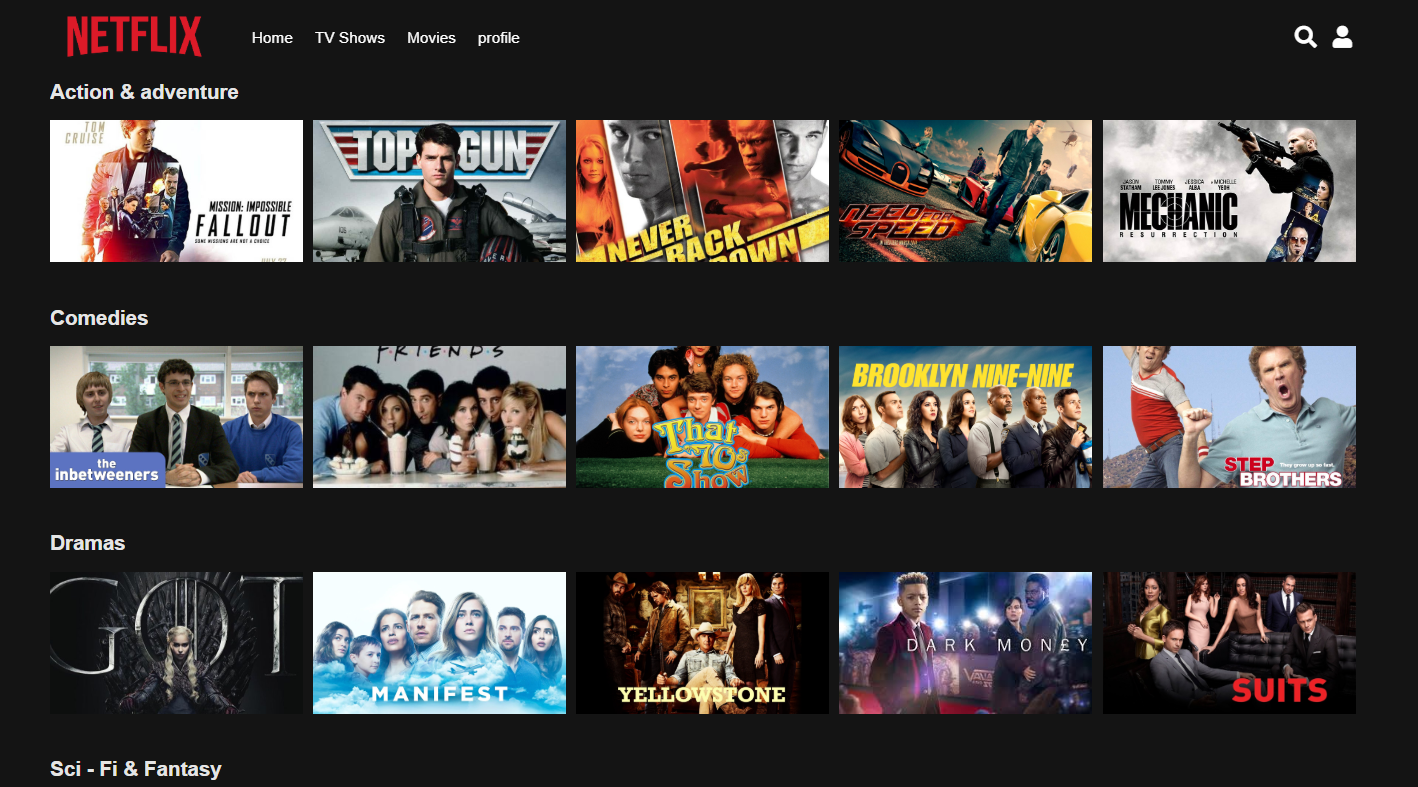 NETFLIX
Home
TV Shows
Movies
profile
Action & adventure
TOM
CRUISE
MISSION: IMPOSSIBLE
FALLOUT
SOME MISSIONS ARE NOT A CHOICE
TOP GUN
NEVER
BACK
DOWN
NEED FOR
SPEED
JASON STATHAM
TOMMY LEE JONES
JESSICA ALBA
MICHELLE YEOH
MECHANIC
RESURRECTION
Comedies
the
inbetweeners
F·R·I·E·N·D·S
That
'70s
Show
BROOKLYN NINE-NINE
STEP
They grow up so fast.
BROTHERS
Dramas
GOT
MANIFEST
YELLOWSTONE
DARK MON£Y
SUITS
Sci - Fi & Fantasy